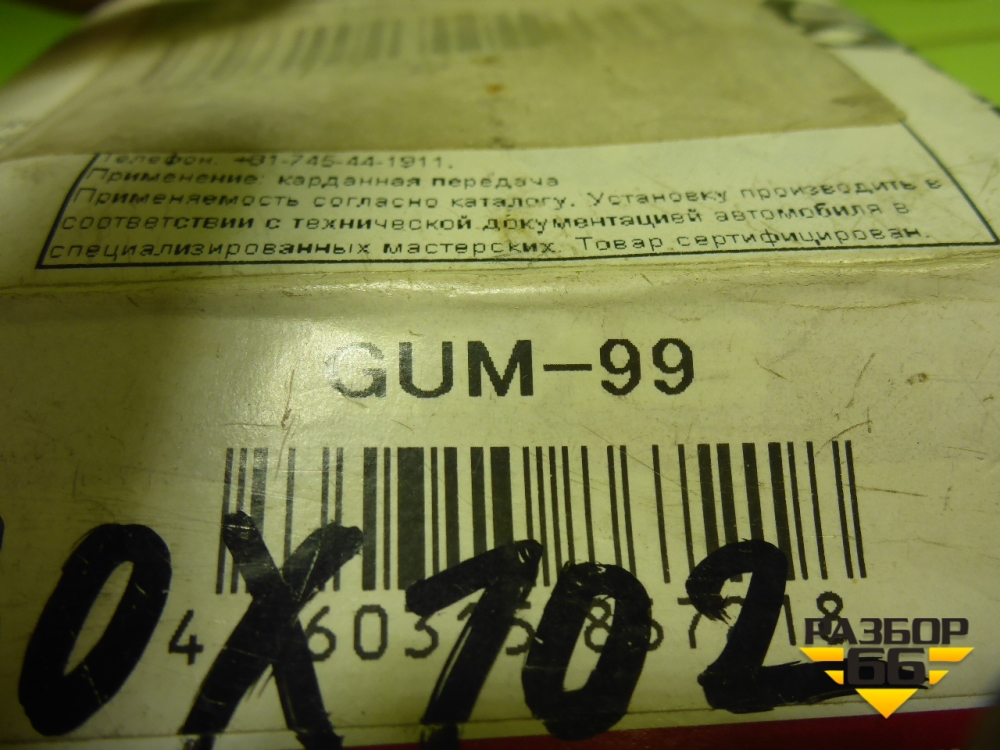 Телефон: +81-745-44-1911.
Применение: карданная передача
Применяемость согласно каталогу. Установку производить в
соответствии с технической документацией автомобиля в
специализированных мастерских. Товар сертифицирован.
GUM-99
0X102
РАЗБОР
66